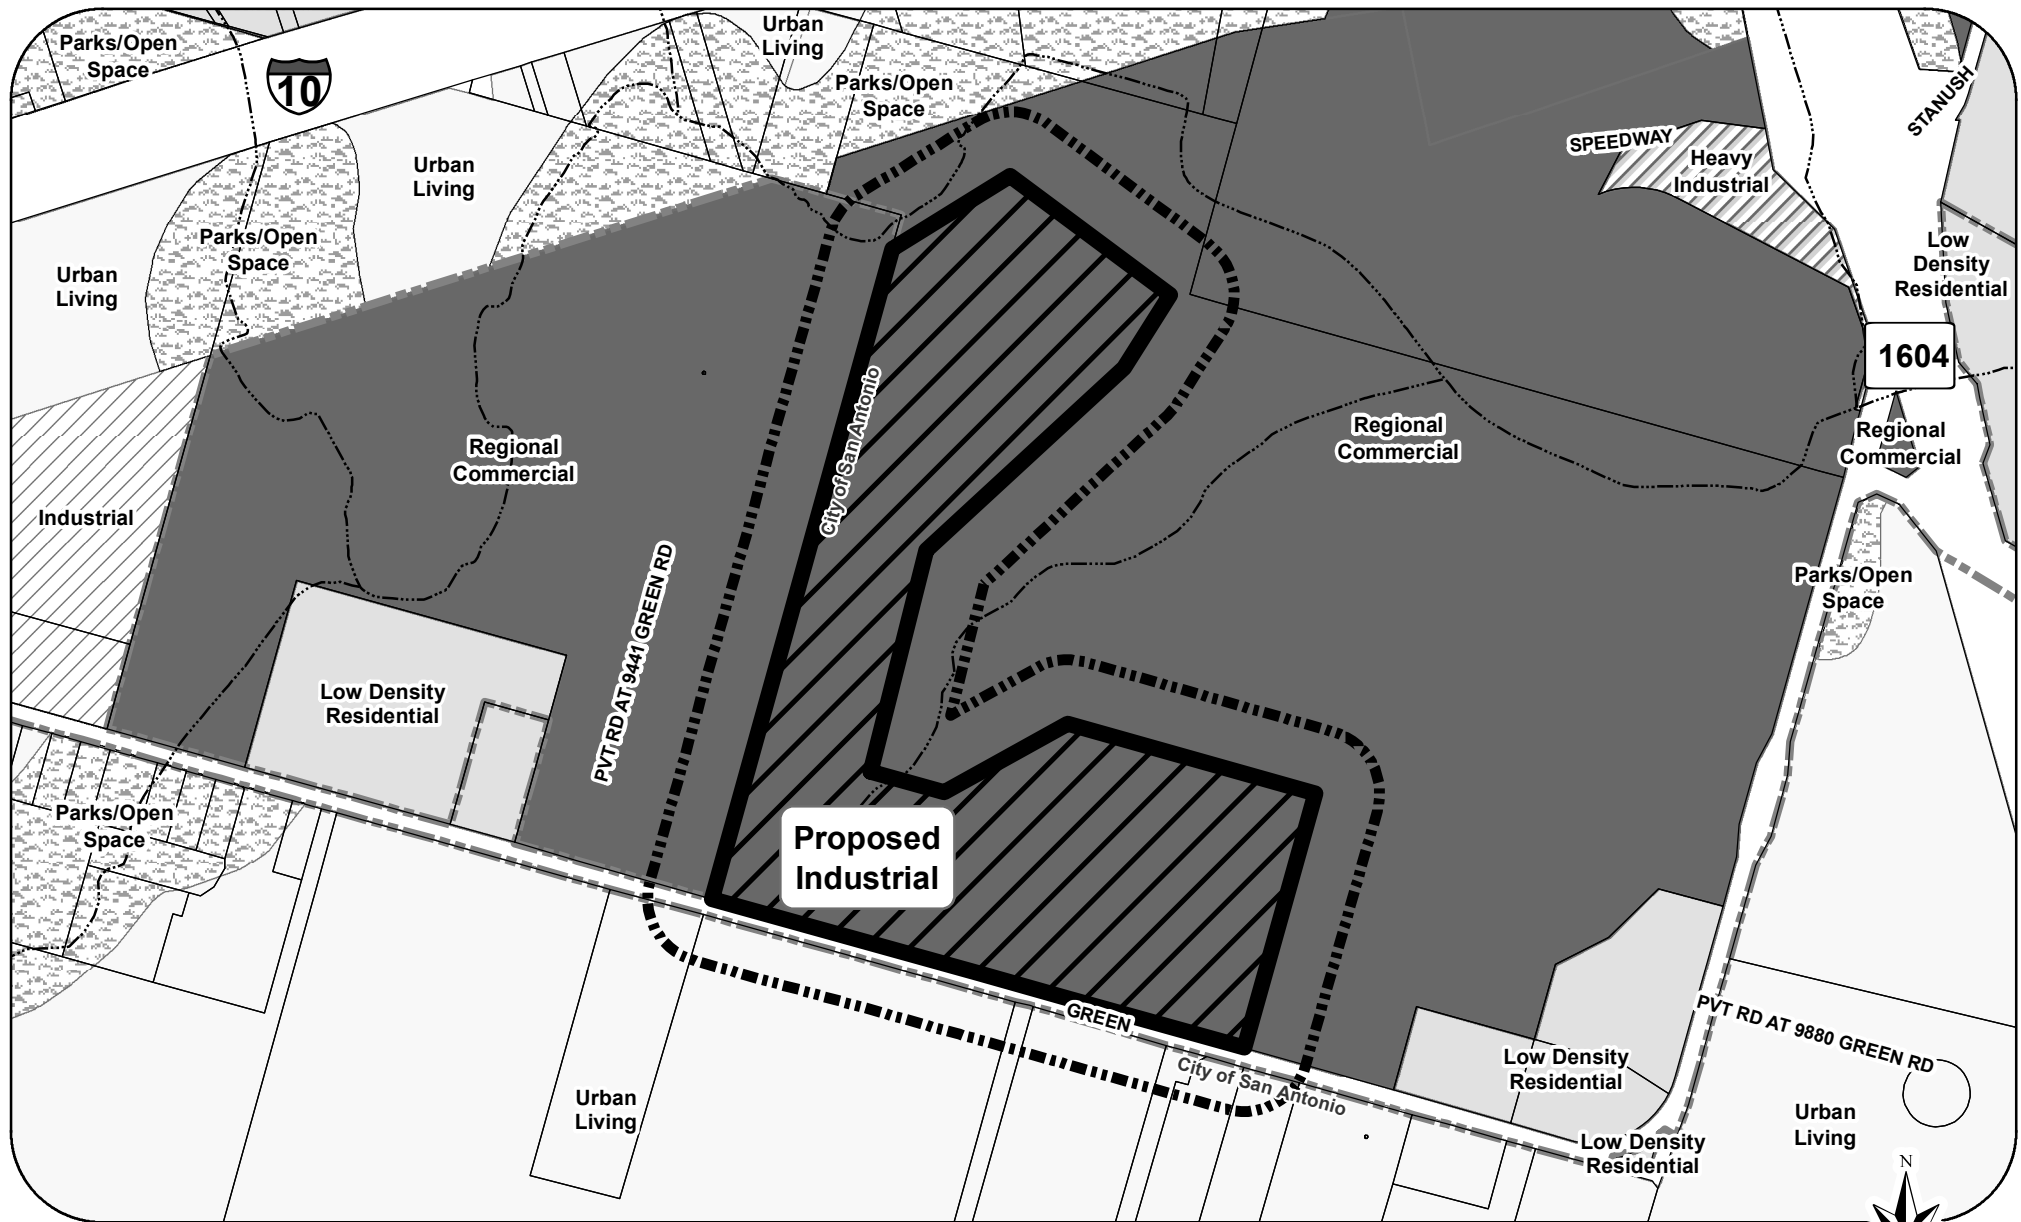 Parks/Open
Space
10
Urban
Living
Parks/Open
Space
Urban
Living
STANUSH
SPEEDWAY
Heavy
Industrial
Parks/Open
Space
Urban
Living
Low
Density
Residential
1604
City of San Antonio
Regional
Commercial
Regional
Commercial
Regional
Commercial
Industrial
PVT RD AT 9441 GREEN RD
Parks/Open
Space
Low Density
Residential
Parks/Open
Space
Proposed
Industrial
GREEN
City of San Antonio
PVT RD AT 9880 GREEN RD
Low Density
Residential
Urban
Living
Urban
Living
Low Density
Residential
N